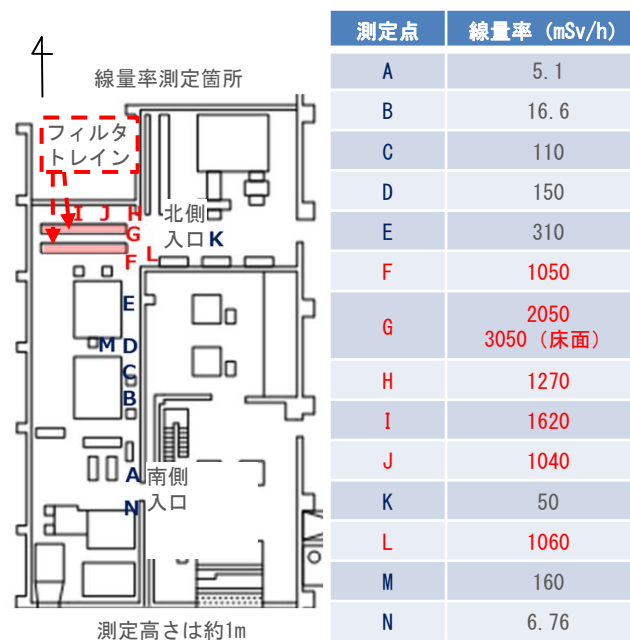 線量率測定箇所
フィルタ
トレイン
I J H
G
F
L
北側
入口
K
E
M D
C
B
A
南側
入口
N
測定高さは約1m
測定点 線量率 (mSv/h)
A 5.1
B 16.6
C 110
D 150
E 310
F 1050
G 2050
3050 (床面)
H 1270
I 1620
J 1040
K 50
L 1060
M 160
N 6.76